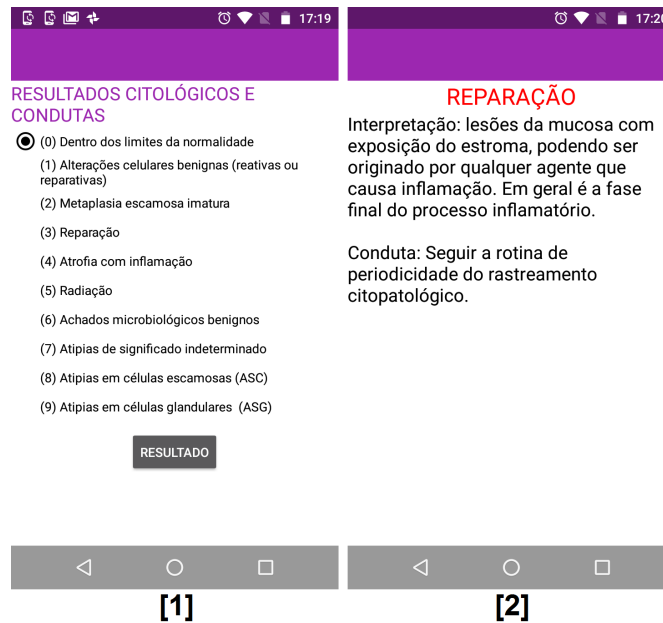 17:19
RESULTADOS CITOLÓGICOS E
CONDUTAS
(0) Dentro dos limites da normalidade
(1) Alterações celulares benignas (reativas ou
reparativas)
(2) Metaplasia escamosa imatura
(3) Reparação
(4) Atrofia com inflamação
(5) Radiação
(6) Achados microbiológicos benignos
(7) Atipias de significado indeterminado
(8) Atipias em células escamosas (ASC)
(9) Atipias em células glandulares (ASG)
RESULTADO
[1]
17:20
REPARAÇÃO
Interpretação: lesões da mucosa com
exposição do estroma, podendo ser
originado por qualquer agente que
causa inflamação. Em geral é a fase
final do processo inflamatório.
Conduta: Seguir a rotina de
periodicidade do rastreamento
citopatológico.
[2]